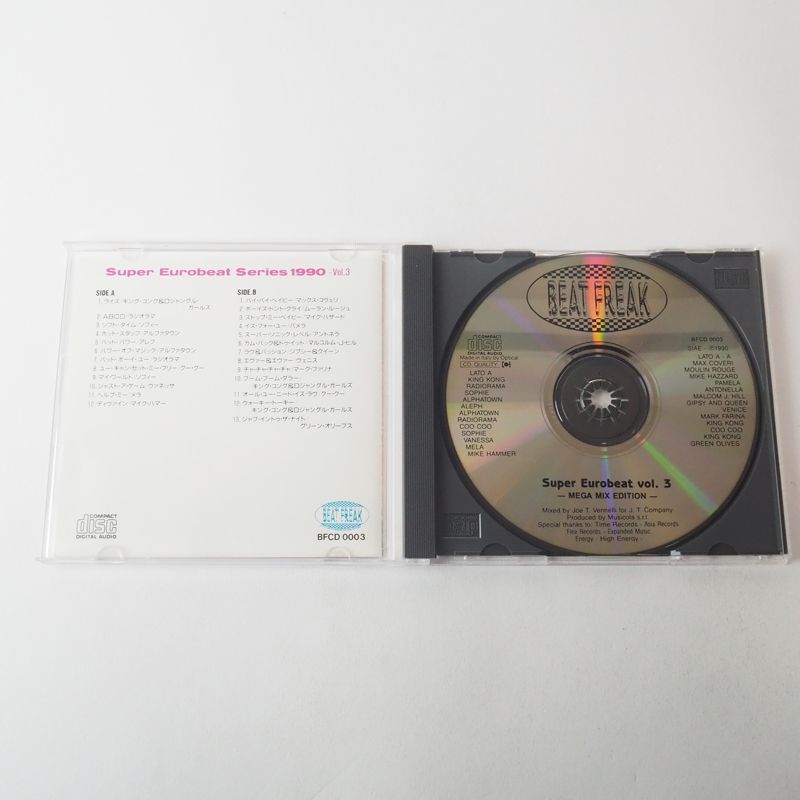 Super Eurobeat Series 1990 - Vol.3
SIDE.A
1. ライズ キング・コング&Dジャングル・
ガールズ
2. ABCD ラジオラマ
3. ソフト・タイム ソフィー
4. ホット・スタッフ アルファタウン
5. ペット・パワー アレフ
6. パワー・オブ・マジック アルファタウン
7. バット・ボーイ・ユー ラジオラマ
8. ユー・キャン・セット・ミー・フリー クー・クー
9. マイ・ワールド ソフィー
10. ジャスト・ア・ゲーム ヴァネッサ
11. ヘルプ・ミー メラ
12. ディヴァイン マイク・ハマー
SIDE.B
1. バイ・バイ・ベイビー マックス・コヴェリ
2. ボーイズ・ドント・クライ ムーラン・ルージュ
3. ストップ・ミー・ベイビー マイク・ハザード
4. イズ・フォー・ユー パメラ
5. スーパー・ソニック・レベル アントネラ
6. カム・バック&ドゥイット マルコルム・J.ヒル
7. ラヴ&パッション ジプシー&クイーン
8. エヴァー&エヴァー ヴェニス
9. チャ・チャ・チャ・チャ マーク・ファリナ
10. ブーム・ブーム・ダラー
キング・コング&Dジャングル・ガールズ
11. オール・ユー・ニード・イズ・ラヴ クー・クー
12. ウォーキー・トーキー
キング・コング&Dジャングル・ガールズ
13. ジャンプ・イントゥ・ザ・ナイト
グリーン・オリーブス
COMPACT
disc
DIGITAL AUDIO
BEAT FREAK
BFCD 0003
BEAT FREAK
COMPACT
disc
DIGITAL AUDIO
Made in Italy by Optical
CD QUALITY
LATO A
KING KONG
RADIORAMA
SOPHIE
ALPHATOWN
ALEPH
ALPHATOWN
RADIORAMA
COO COO
SOPHIE
VANESSA
MELA
MIKE HAMMER
BFCD 0003
SIAE - ℗1990
LATO A - A
MAX COVERI
MOULIN ROUGE
MIKE HAZZARD
PAMELA
ANTONELLA
MALCOM J. HILL
GIPSY AND QUEEN
VENICE
MARK FARINA
KING KONG
COO COO
KING KONG
GREEN OLIVES
Super Eurobeat vol. 3
— MEGA MIX EDITION —
Mixed by Joe T. Vannelli for J. T. Company
Produced by Musicola s.r.l.
Special thanks to: Time Records - Asia Records
Flea Records - Expanded Music
Energy - High Energy -